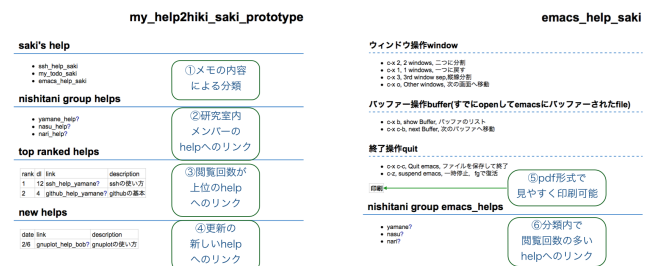 my_help2hiki_saki_prototype
saki's help
ssh_help_saki
my_todo_saki
emacs_help_saki
①メモの内容
による分類
nishitani group helps
yamane_help?
nasu_help?
nari_help?
②研究室内
メンバーの
helpへのリンク
top ranked helps
rank dl link description
1 12 ssh_help_yamane? sshの使い方
2 4 github_help_yamane? githubの基本
③閲覧回数が
上位のhelp
へのリンク
new helps
date link description
2/6 gnuplot_help_bob? gnuplotの使い方
④更新の
新しいhelp
へのリンク
emacs_help_saki
ウィンドウ操作window
c-x 2, 2 windows, 二つに分割
c-x 1, 1 windows, 一つに戻す
c-x 3, 3rd window sep,縦線分割
c-x o, Other windows, 次の画面へ移動
バッファー操作buffer(すでにopenしてemacsにバッファーされたfile)
c-x b, show Buffer, バッファのリスト
c-x c-b, next Buffer, 次のバッファへ移動
終了操作quit
c-x c-c, Quit emacs, ファイルを保存して終了
c-z, suspend emacs, 一時停止，fgで復活
印刷
⑤pdf形式で
見やすく印刷可能
nishitani group emacs_helps
yamane?
nasu?
nari?
⑥分類内で
閲覧回数の多い
helpへのリンク